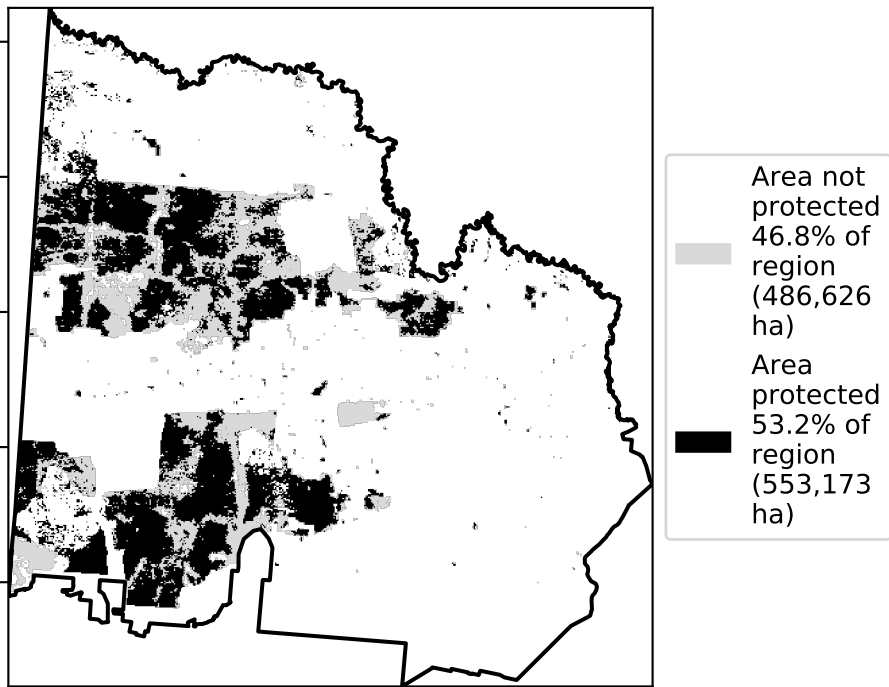 Area not
protected
46.8% of
region
(486,626
ha)
Area
protected
53.2% of
region
(553,173
ha)